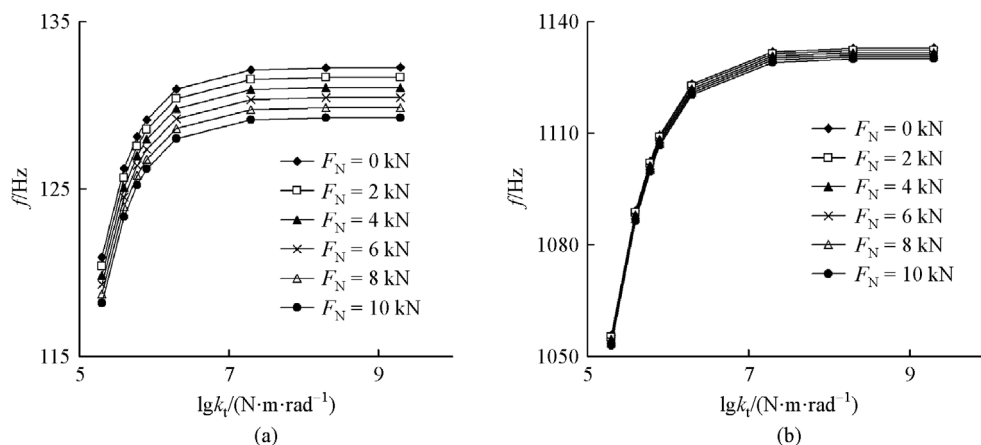 135
125
115
f/Hz
5
7
9
lgkₜ/(N·m·rad⁻¹)
F_N = 0 kN
F_N = 2 kN
F_N = 4 kN
F_N = 6 kN
F_N = 8 kN
F_N = 10 kN
(a)
1140
1110
1080
1050
f/Hz
5
7
9
lgkₜ/(N·m·rad⁻¹)
F_N = 0 kN
F_N = 2 kN
F_N = 4 kN
F_N = 6 kN
F_N = 8 kN
F_N = 10 kN
(b)